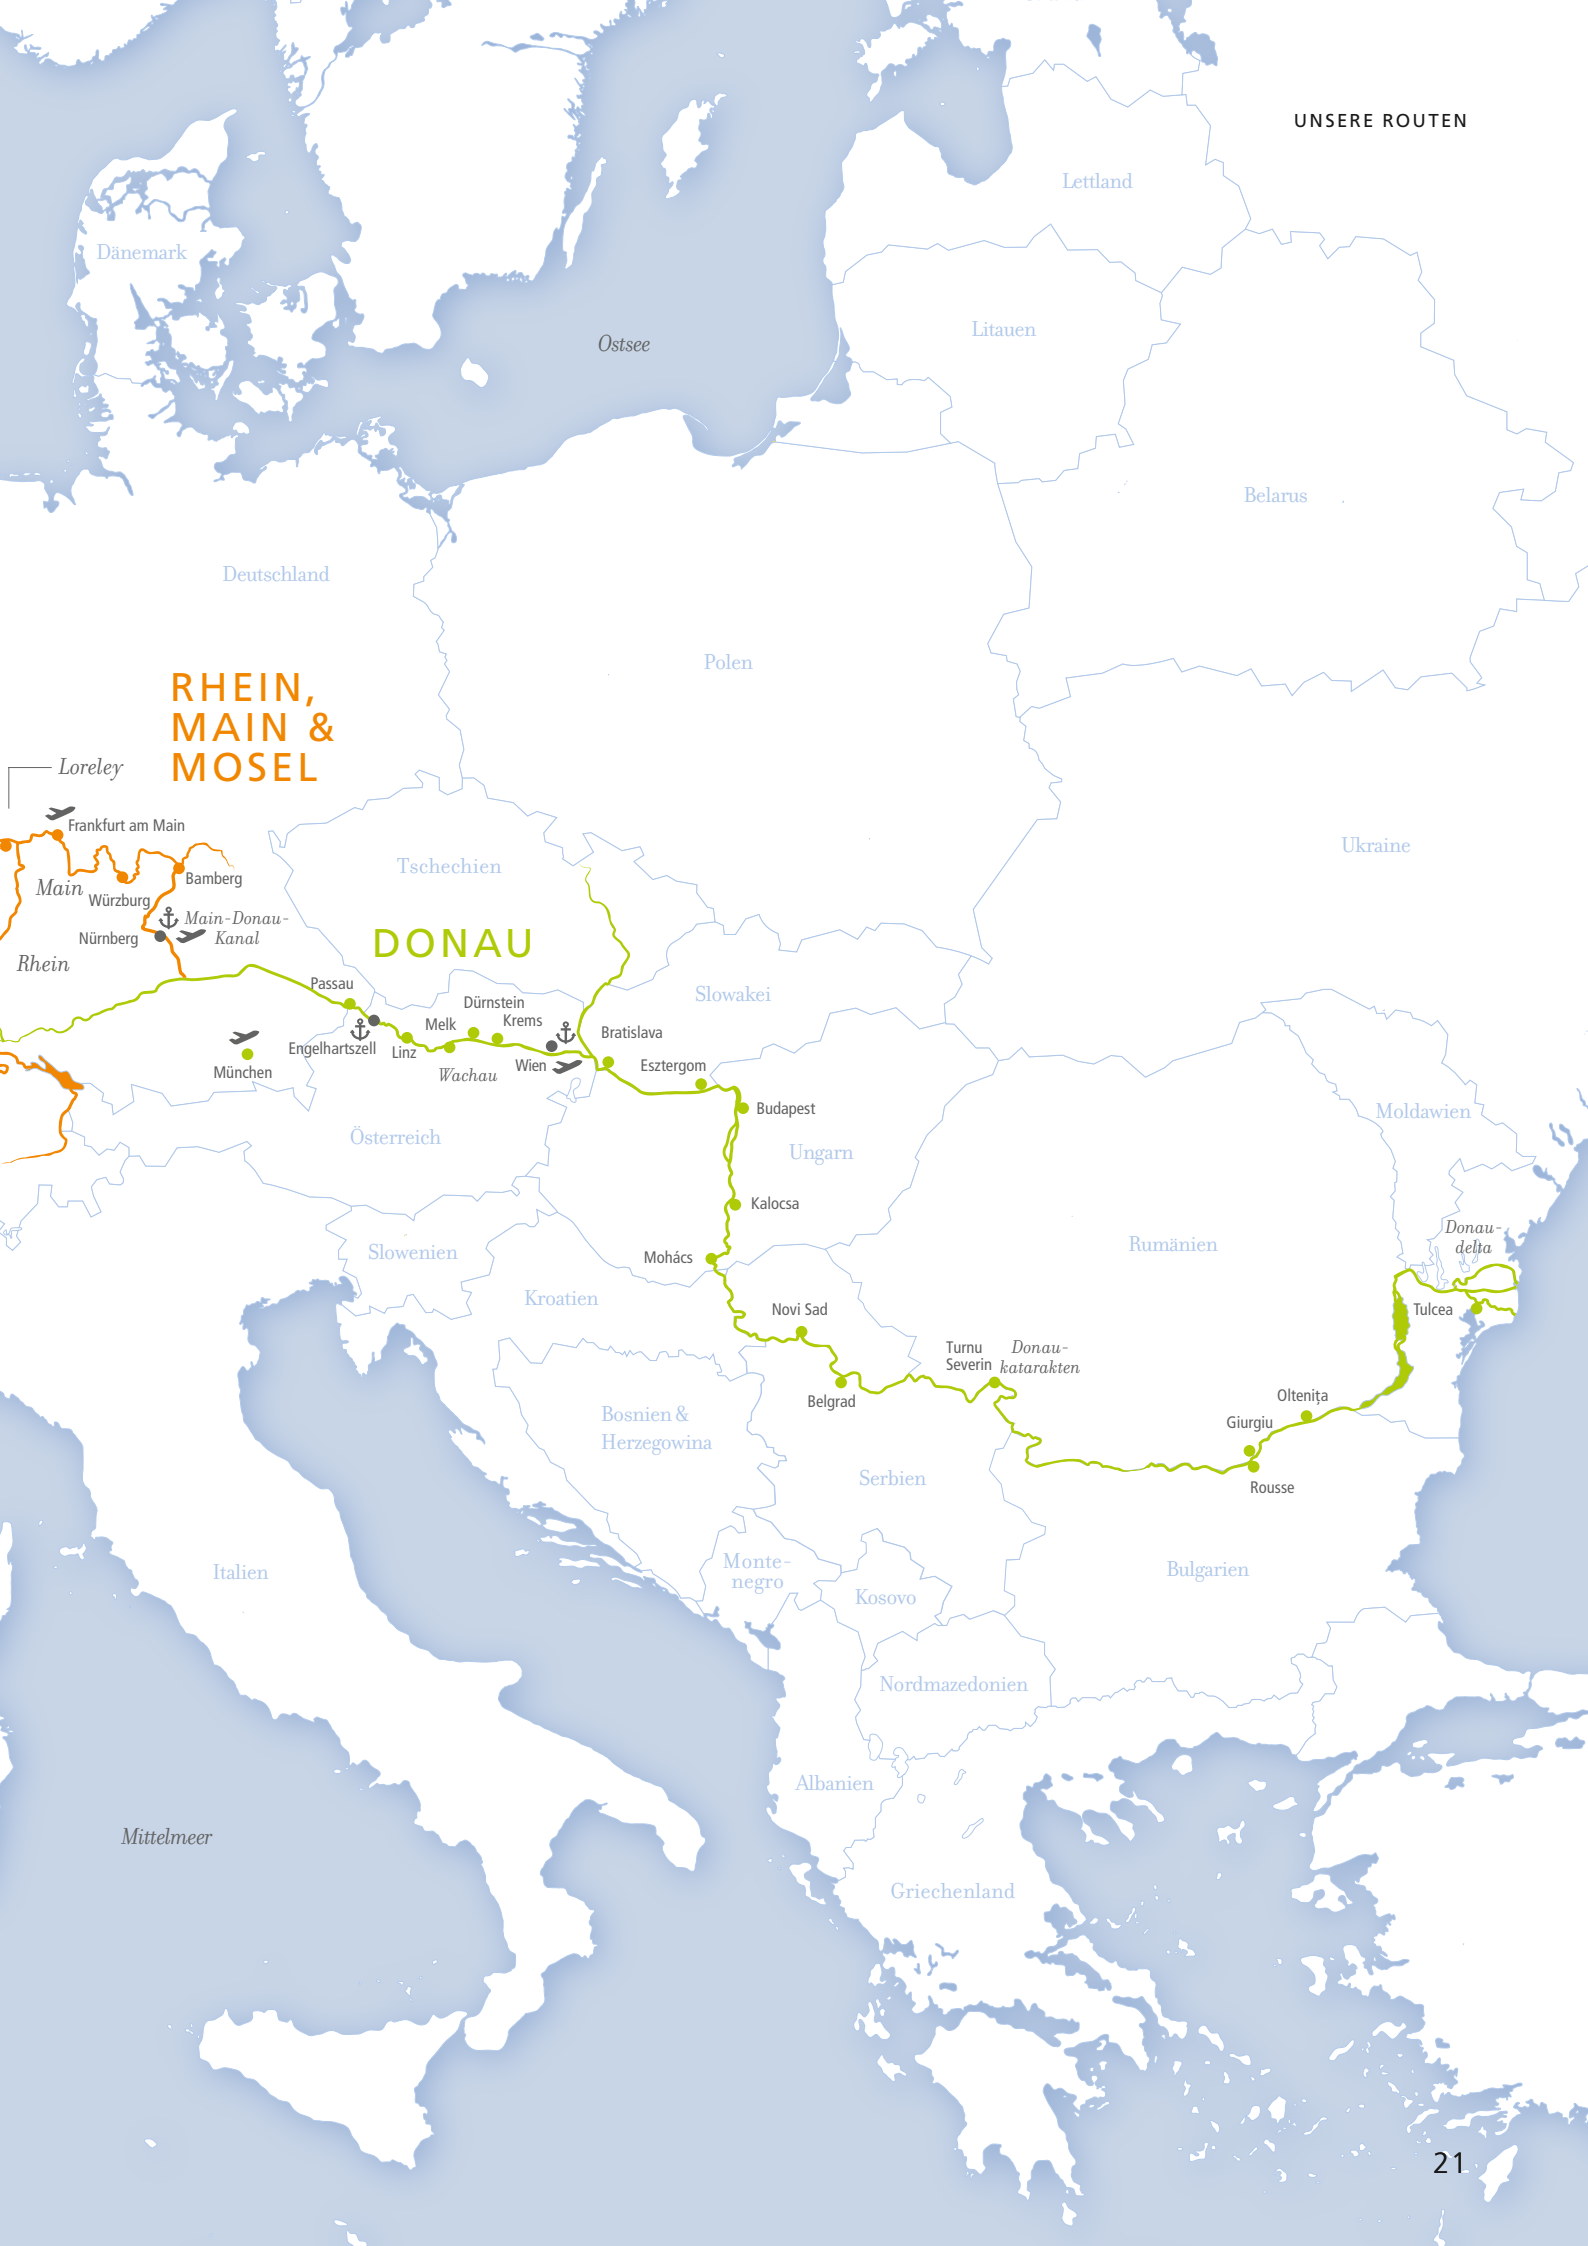 UNSERE ROUTEN
Lettland
Dänemark
Litauen
Ostsee
Belarus
Deutschland
Polen
RHEIN,
MAIN &
MOSEL
Loreley
Frankfurt am Main
Ukraine
Tschechien
Bamberg
Main
Würzburg
Main-Donau-
Kanal
Nürnberg
DONAU
Rhein
Passau
Slowakei
Dürnstein
Krems
Melk
Bratislava
Engelhartszell
Linz
Wien
Esztergom
München
Wachau
Budapest
Moldawien
Österreich
Ungarn
Kalocsa
Donau-
delta
Rumänien
Slowenien
Mohács
Kroatien
Novi Sad
Tulcea
Turnu
Severin
Donau-
katarakten
Belgrad
Oltenița
Bosnien &
Herzegowina
Giurgiu
Serbien
Rousse
Italien
Monte-
negro
Bulgarien
Kosovo
Nordmazedonien
Albanien
Mittelmeer
Griechenland
21